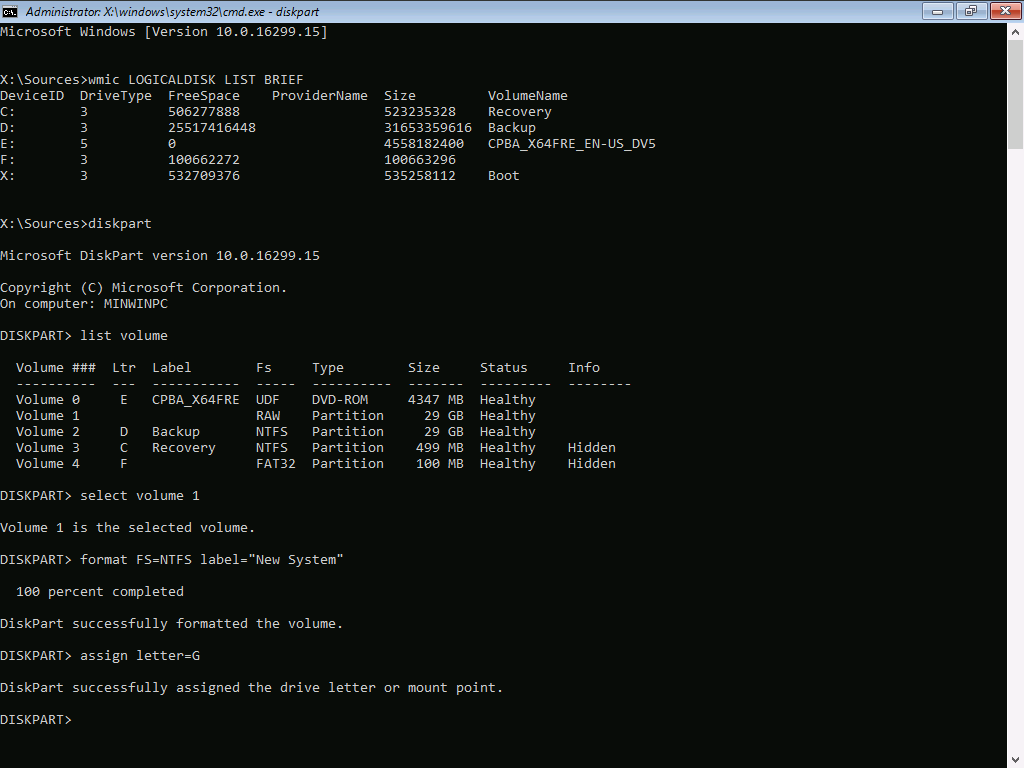 Administrator: X:\windows\system32\cmd.exe - diskpart
Microsoft Windows [Version 10.0.16299.15]
X:\Sources>wmic LOGICALDISK LIST BRIEF
DeviceID  DriveType  FreeSpace    ProviderName  Size         VolumeName
C:        3          506277888                  523235328    Recovery
D:        3          25517416448                31653359616  Backup
E:        5          0                          4558182400   CPBA_X64FRE_EN-US_DV5
F:        3          100662272                  100663296
X:        3          532709376                  535258112    Boot
X:\Sources>diskpart
Microsoft DiskPart version 10.0.16299.15
Copyright (C) Microsoft Corporation.
On computer: MINWINPC
DISKPART> list volume
  Volume ###  Ltr  Label        Fs     Type        Size     Status     Info
  ----------  ---  -----------  -----  ----------  -------  ---------  --------
  Volume 0     E   CPBA_X64FRE  UDF    DVD-ROM     4347 MB  Healthy
  Volume 1                      RAW    Partition     29 GB  Healthy
  Volume 2     D   Backup       NTFS   Partition     29 GB  Healthy
  Volume 3     C   Recovery     NTFS   Partition    499 MB  Healthy    Hidden
  Volume 4     F                FAT32  Partition    100 MB  Healthy    Hidden
DISKPART> select volume 1
Volume 1 is the selected volume.
DISKPART> format FS=NTFS label="New System"
  100 percent completed
DiskPart successfully formatted the volume.
DISKPART> assign letter=G
DiskPart successfully assigned the drive letter or mount point.
DISKPART>